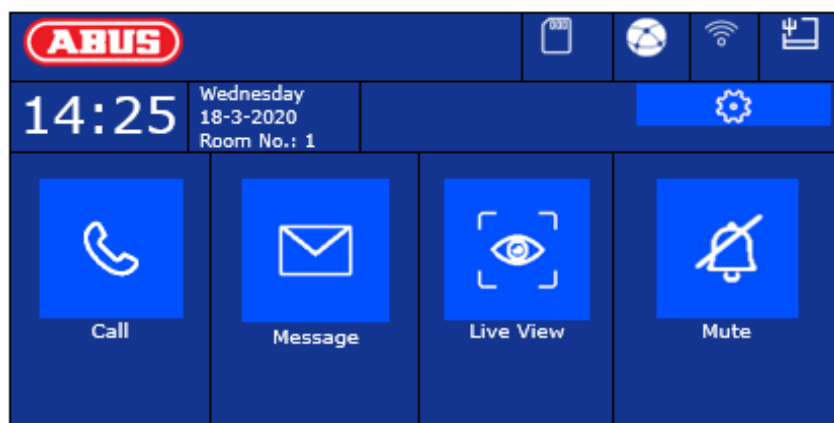 ABUS
14:25
Wednesday
18-3-2020
Room No.: 1
Call
Message
Live View
Mute